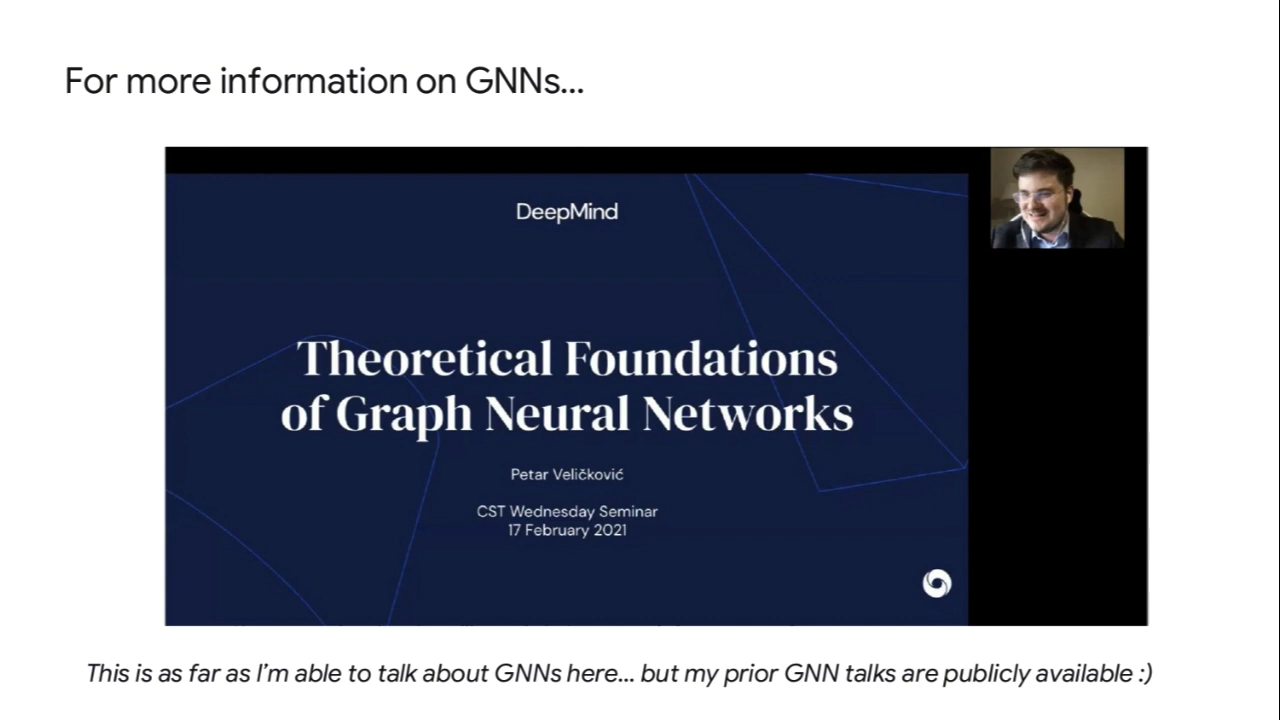 For more information on GNNs...
DeepMind
Theoretical Foundations
of Graph Neural Networks
Petar Veličković
CST Wednesday Seminar
17 February 2021
This is as far as I'm able to talk about GNNs here... but my prior GNN talks are publicly available :)